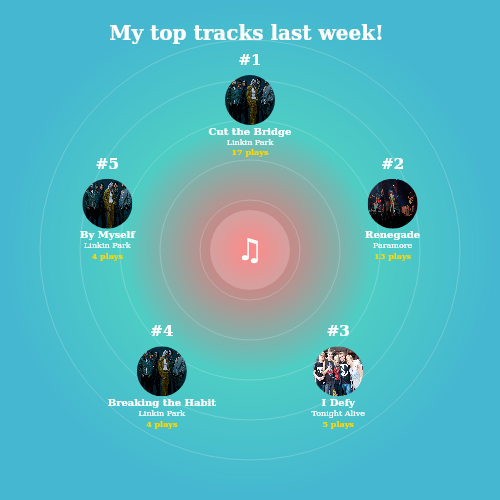 My top tracks last week!
#1
Cut the Bridge
Linkin Park
17 plays
#2
Renegade
Paramore
13 plays
#3
I Defy
Tonight Alive
5 plays
#4
Breaking the Habit
Linkin Park
4 plays
#5
By Myself
Linkin Park
4 plays